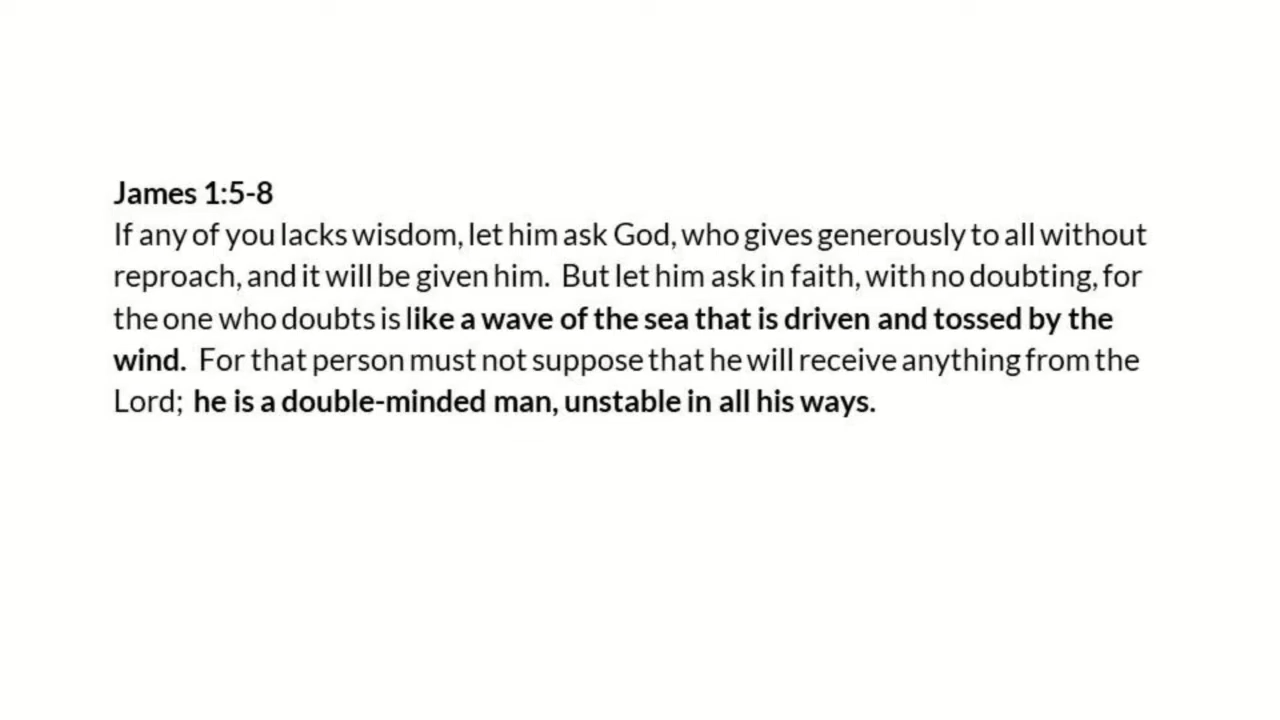 James 1:5-8
If any of you lacks wisdom, let him ask God, who gives generously to all without
reproach, and it will be given him. But let him ask in faith, with no doubting, for
the one who doubts is like a wave of the sea that is driven and tossed by the
wind. For that person must not suppose that he will receive anything from the
Lord; he is a double-minded man, unstable in all his ways.